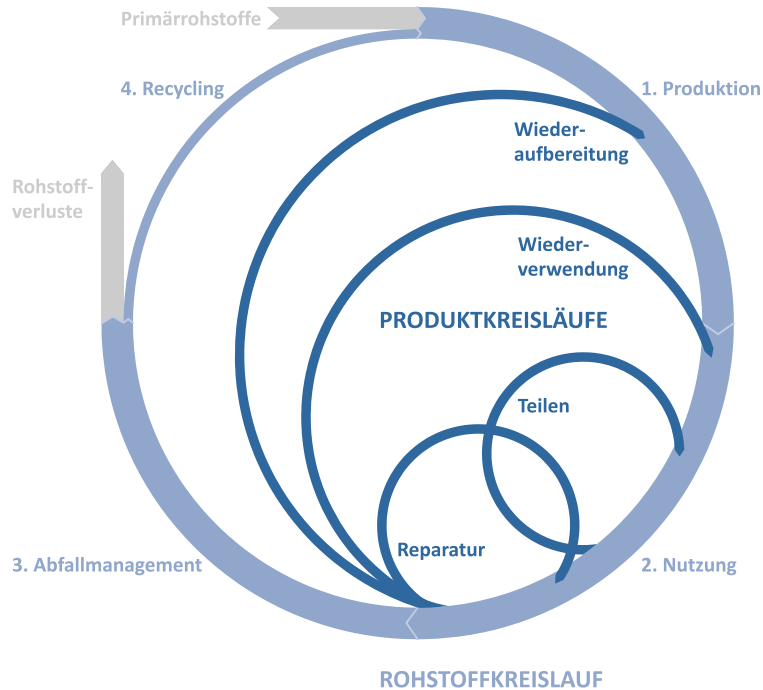 Primärrohstoffe
4. Recycling
1. Produktion
Wieder-
aufbereitung
Rohstoff-
verluste
Wieder-
verwendung
PRODUKTKREISLÄUFE
Teilen
Reparatur
3. Abfallmanagement
2. Nutzung
ROHSTOFFKREISLAUF